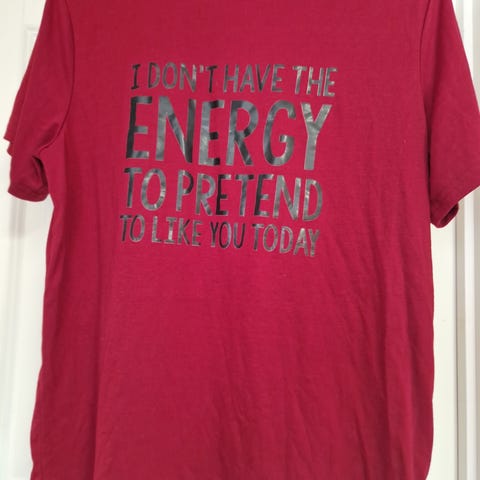 I DON'T HAVE THE
ENERGY
TO PRETEND
TO LIKE YOU TODAY